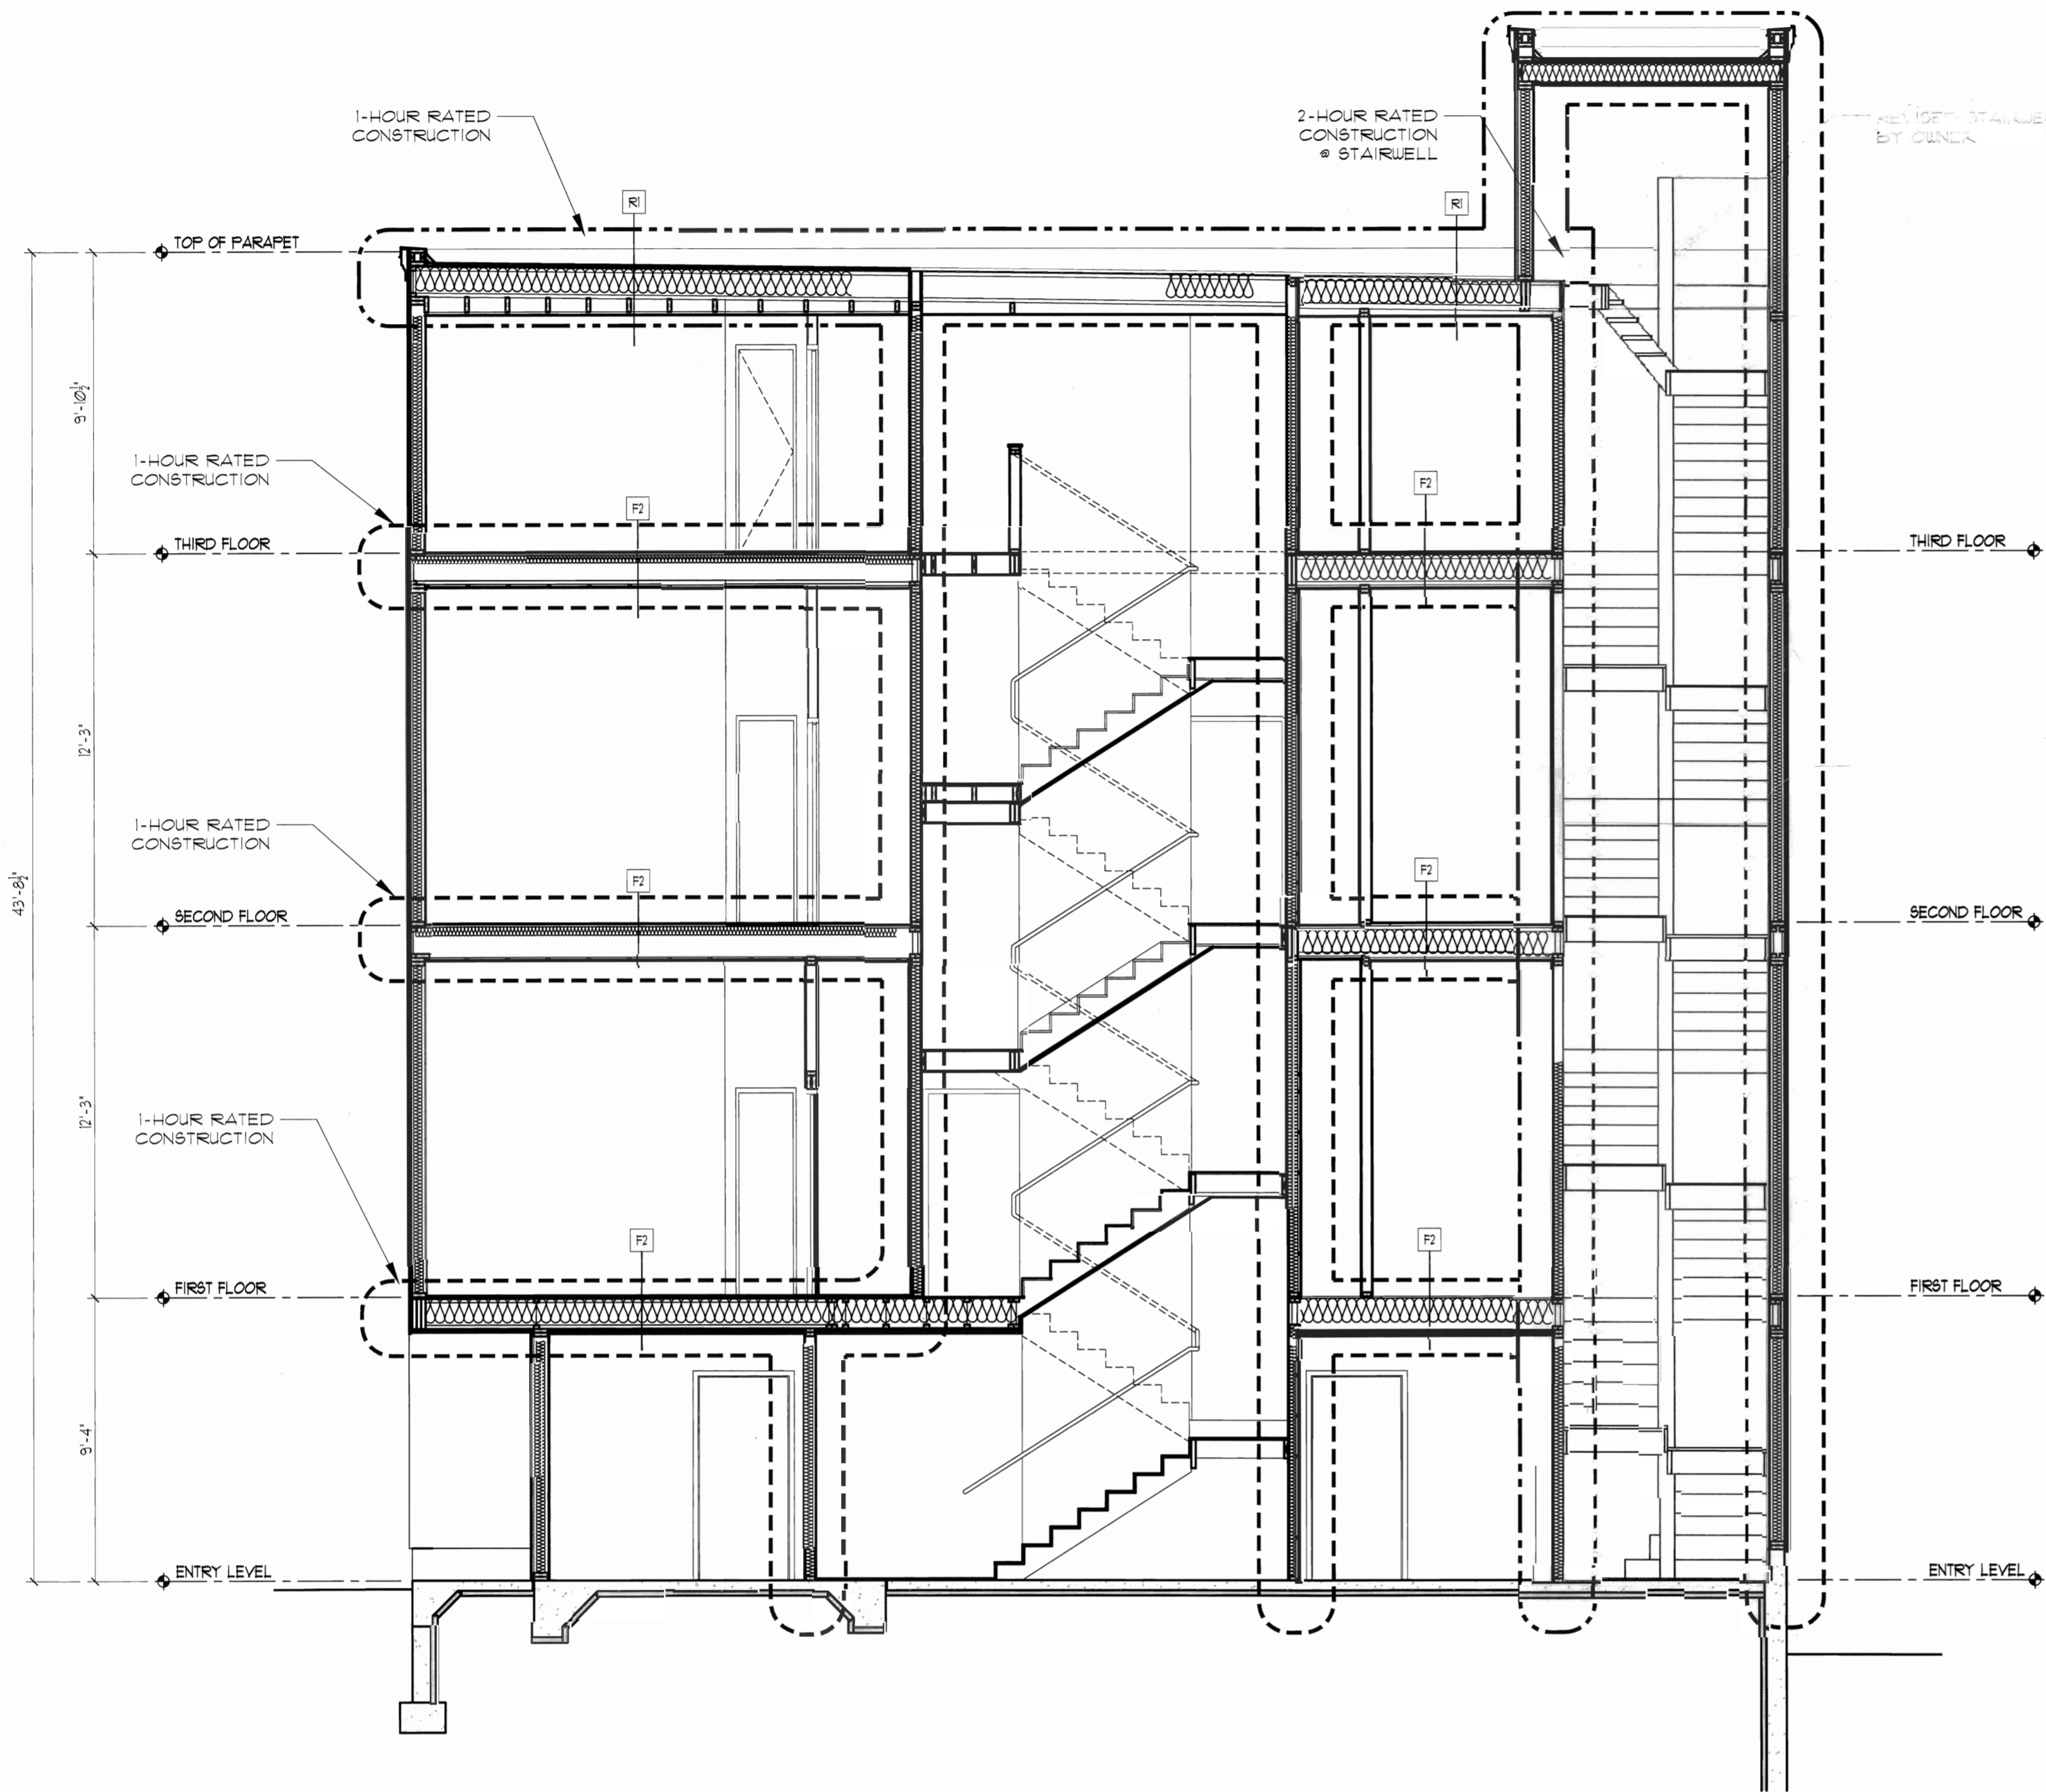 1-HOUR RATED
CONSTRUCTION
2-HOUR RATED
CONSTRUCTION
@ STAIRWELL
REVISED
BY OWNER
R1
R1
TOP OF PARAPET
9'-10½"
1-HOUR RATED
CONSTRUCTION
F2
F2
THIRD FLOOR
THIRD FLOOR
12'-3"
1-HOUR RATED
CONSTRUCTION
43'-8½"
F2
F2
SECOND FLOOR
SECOND FLOOR
12'-3"
1-HOUR RATED
CONSTRUCTION
F2
F2
FIRST FLOOR
FIRST FLOOR
9'-4"
ENTRY LEVEL
ENTRY LEVEL